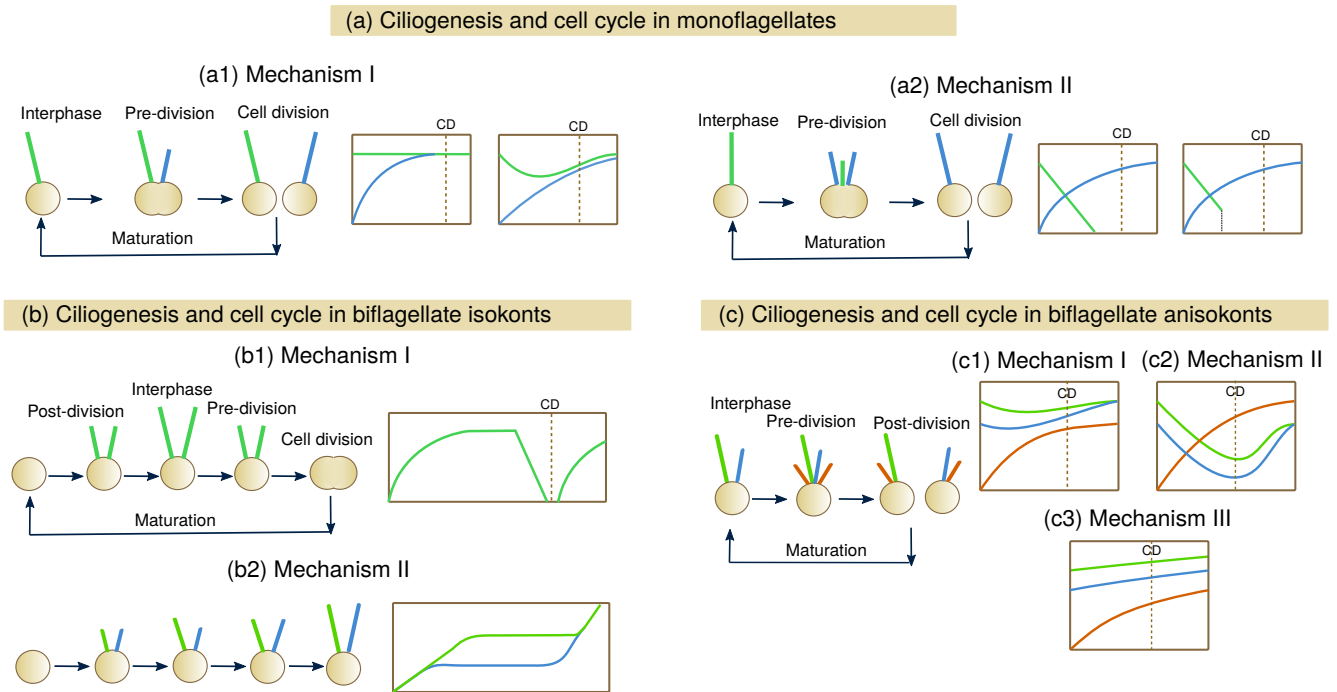 (a) Ciliogenesis and cell cycle in monoflagellates
(a1) Mechanism I
Interphase
Pre-division
Cell division
CD
CD
Maturation
(a2) Mechanism II
Interphase
Pre-division
Cell division
CD
CD
Maturation
(b) Ciliogenesis and cell cycle in biflagellate isokonts
(b1) Mechanism I
Post-division
Interphase
Pre-division
Cell division
CD
Maturation
(b2) Mechanism II
(c) Ciliogenesis and cell cycle in biflagellate anisokonts
(c1) Mechanism I
(c2) Mechanism II
Interphase
Pre-division
Post-division
CD
CD
Maturation
(c3) Mechanism III
CD